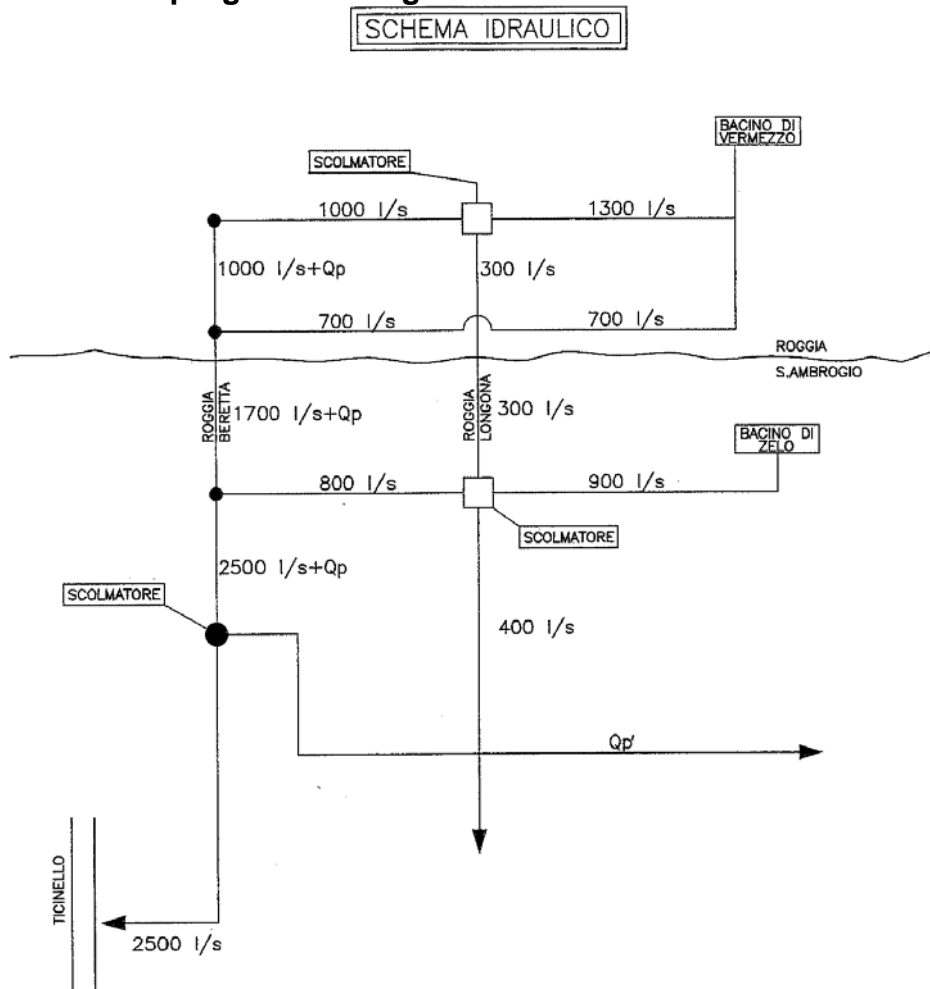 SCHEMA IDRAULICO
BACINO DI
VERMEZZO
SCOLMATORE
1000 l/s
1300 l/s
1000 l/s+Qp
300 l/s
700 l/s
700 l/s
ROGGIA
S.AMBROGIO
ROGGIA
BERETTA
1700 l/s+Qp
ROGGIA
LONGONA
300 l/s
BACINO DI
ZELO
800 l/s
900 l/s
SCOLMATORE
2500 l/s+Qp
SCOLMATORE
400 l/s
Qp'
TICINELLO
2500 l/s